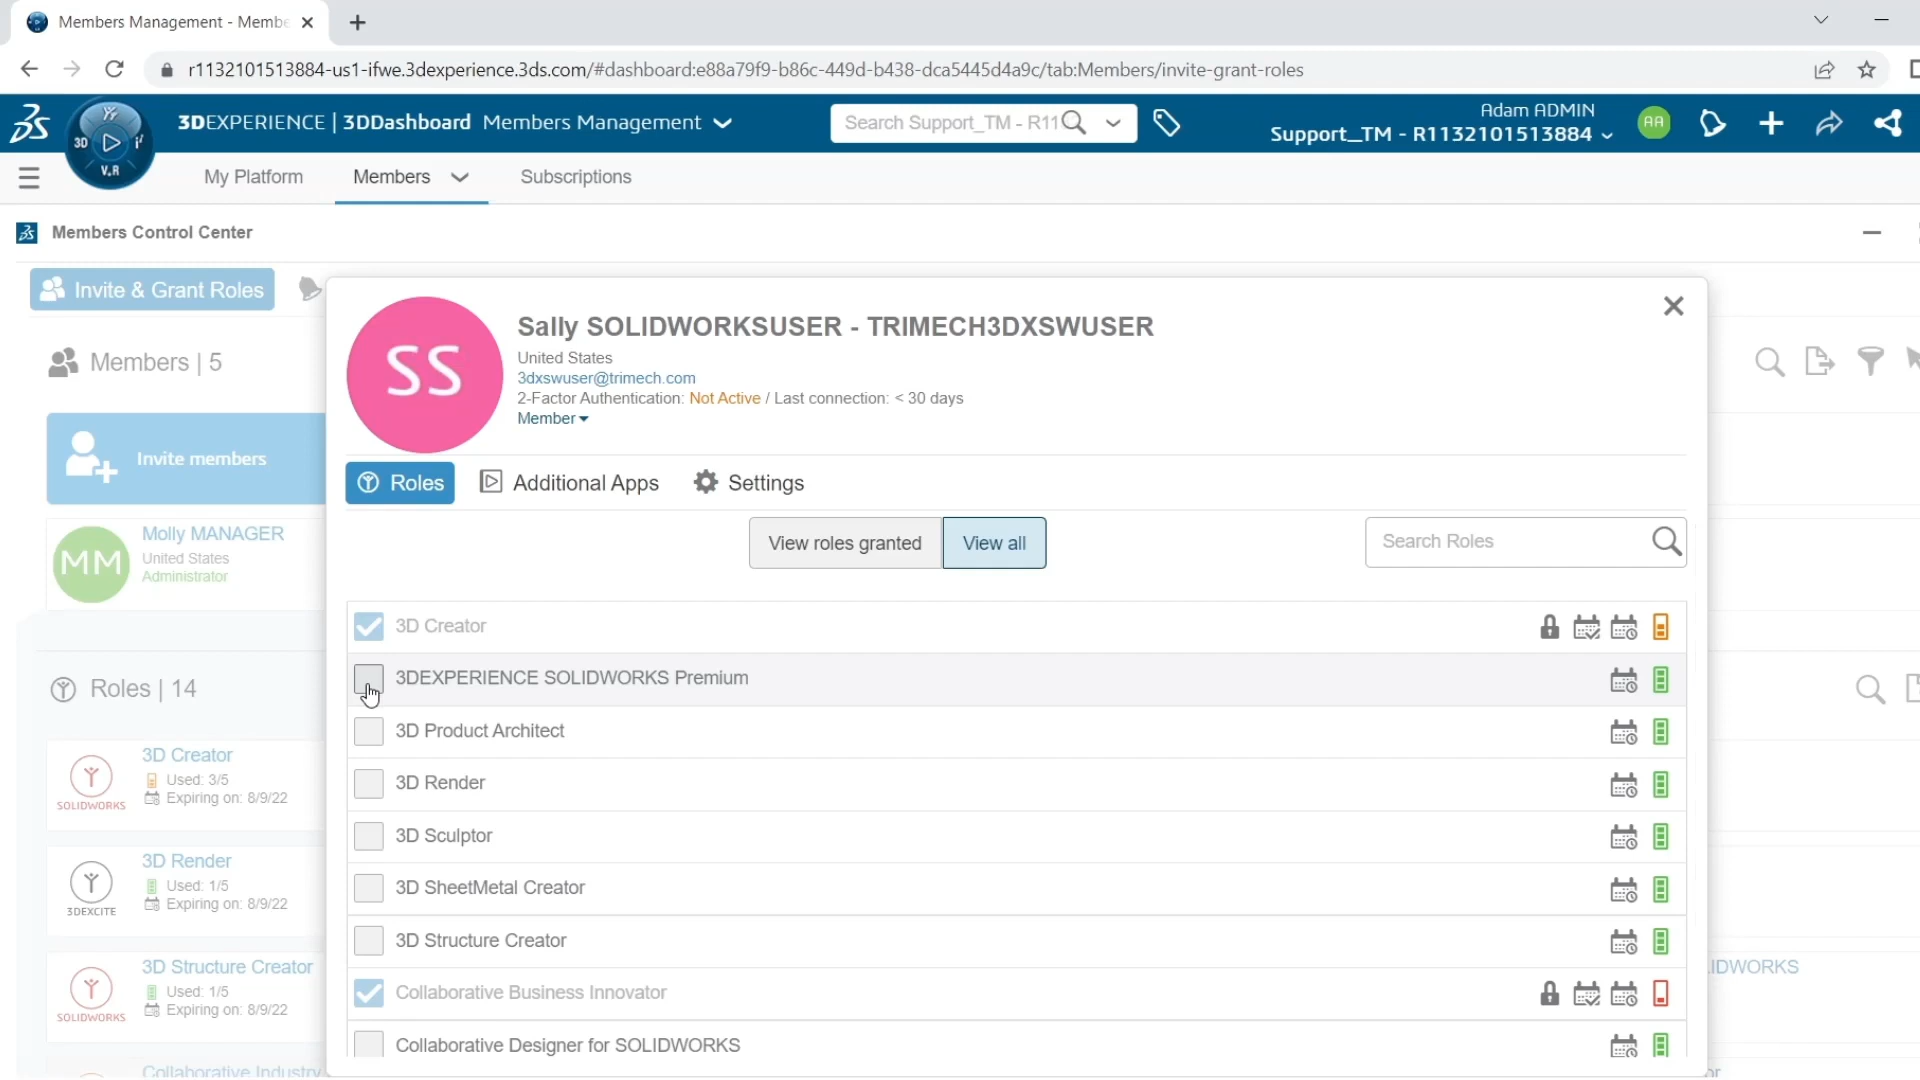 Members Management - Membe
r1132101513884-us1-ifwe.3dexperience.3ds.com/#dashboard:e88a79f9-b86c-449d-b438-dca5445d4a9c/tab:Members/invite-grant-roles
3D V.R
3DEXPERIENCE | 3DDashboard Members Management
Search Support_TM - R11
Adam ADMIN
Support_TM - R1132101513884
AA
My Platform Members Subscriptions
Members Control Center
Invite & Grant Roles
Members | 5
Invite members
MM
Molly MANAGER
United States
Administrator
Roles | 14
3D Creator
Used: 3/5
Expiring on: 8/9/22
SOLIDWORKS
3D Render
Used: 1/5
Expiring on: 8/9/22
3DEXCITE
3D Structure Creator
Used: 1/5
Expiring on: 8/9/22
SOLIDWORKS
Collaborative Industry
SS
Sally SOLIDWORKSUSER - TRIMECH3DXSWUSER
United States
3dxswuser@trimech.com
2-Factor Authentication: Not Active / Last connection: < 30 days
Member
Roles Additional Apps Settings
View roles granted View all
Search Roles
3D Creator
3DEXPERIENCE SOLIDWORKS Premium
3D Product Architect
3D Render
3D Sculptor
3D SheetMetal Creator
3D Structure Creator
Collaborative Business Innovator
Collaborative Designer for SOLIDWORKS
IDWORKS